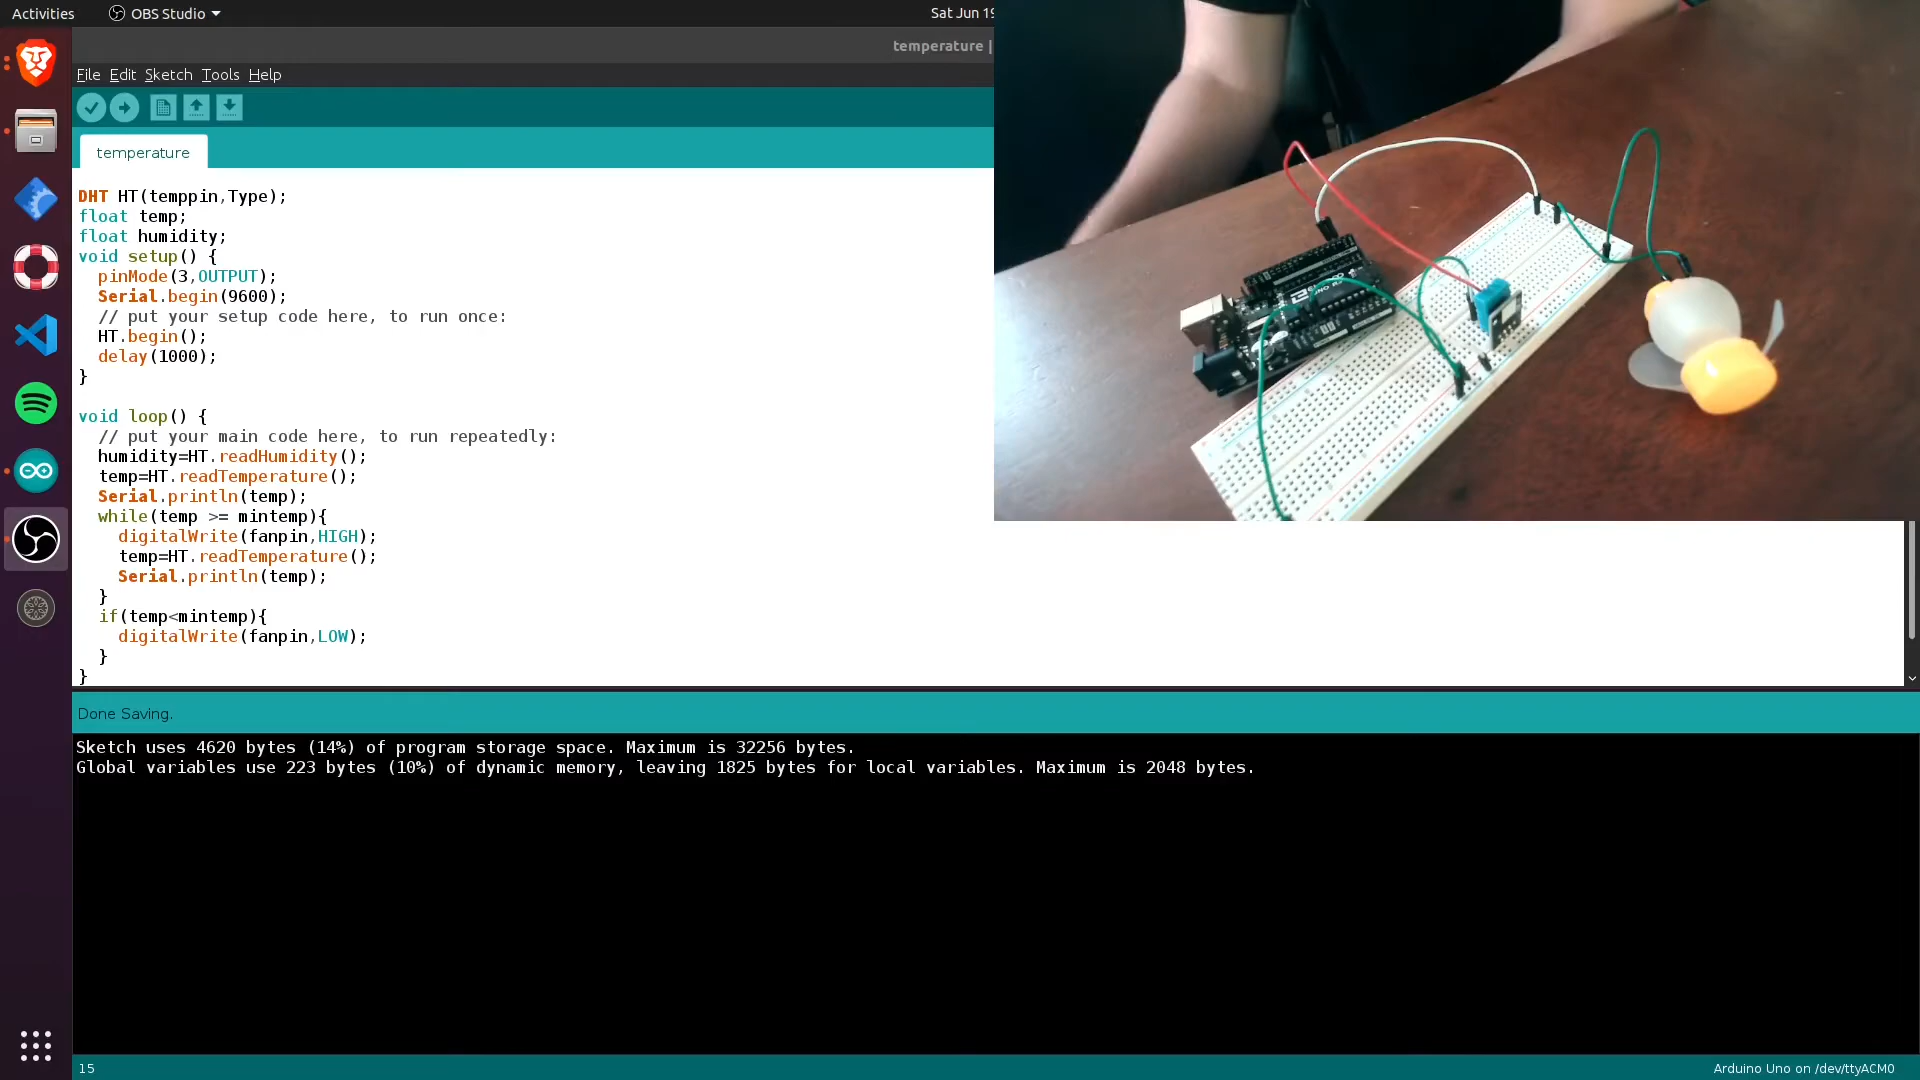 Activities
OBS Studio
Sat Jun 19
temperature |
File Edit Sketch Tools Help
temperature
DHT HT(temppin,Type);
float temp;
float humidity;
void setup() {
  pinMode(3,OUTPUT);
  Serial.begin(9600);
  // put your setup code here, to run once:
  HT.begin();
  delay(1000);
}
void loop() {
  // put your main code here, to run repeatedly:
  humidity=HT.readHumidity();
  temp=HT.readTemperature();
  Serial.println(temp);
  while(temp >= mintemp){
    digitalWrite(fanpin,HIGH);
    temp=HT.readTemperature();
    Serial.println(temp);
  }
  if(temp<mintemp){
    digitalWrite(fanpin,LOW);
  }
}
Done Saving.
Sketch uses 4620 bytes (14%) of program storage space. Maximum is 32256 bytes.
Global variables use 223 bytes (10%) of dynamic memory, leaving 1825 bytes for local variables. Maximum is 2048 bytes.
15
Arduino Uno on /dev/ttyACM0